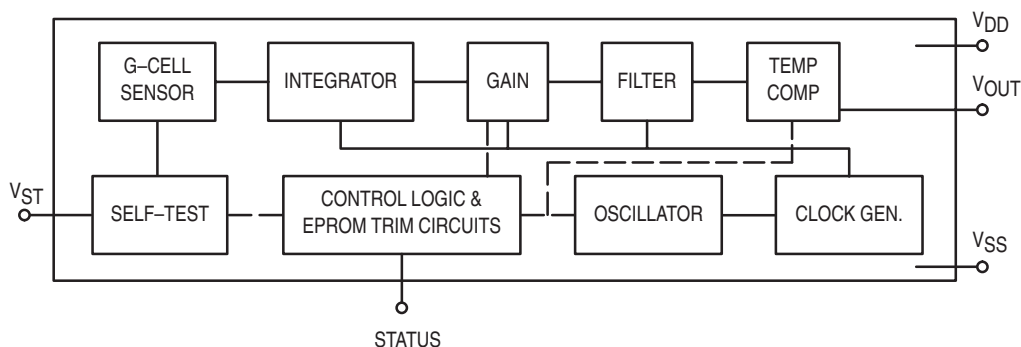 G–CELL
SENSOR
INTEGRATOR
GAIN
FILTER
TEMP
COMP
VDD
VOUT
VST
SELF–TEST
CONTROL LOGIC &
EPROM TRIM CIRCUITS
OSCILLATOR
CLOCK GEN.
VSS
STATUS